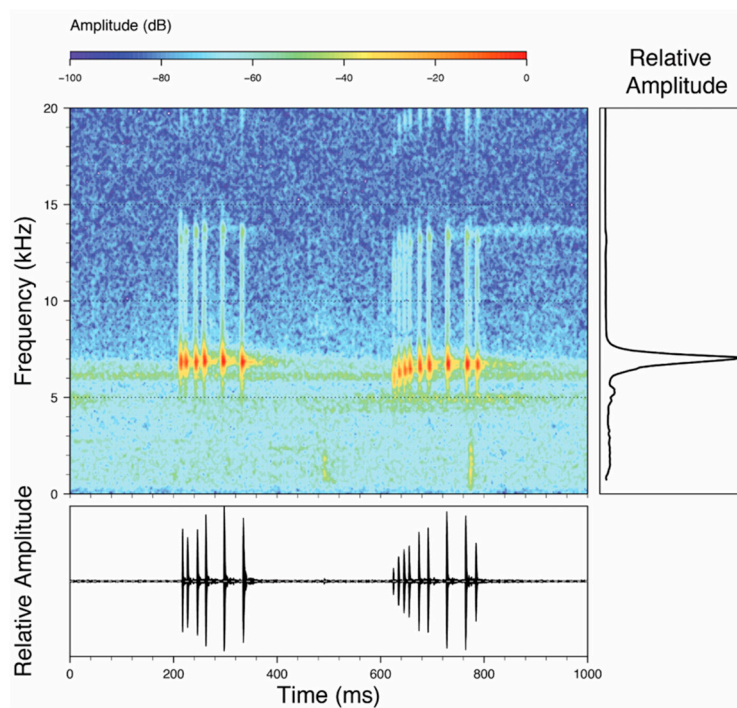 Amplitude (dB)
−100 −80 −60 −40 −20 0
Relative
Amplitude
20
15
10
5
0
Frequency (kHz)
Relative Amplitude
0 200 400 600 800 1000
Time (ms)